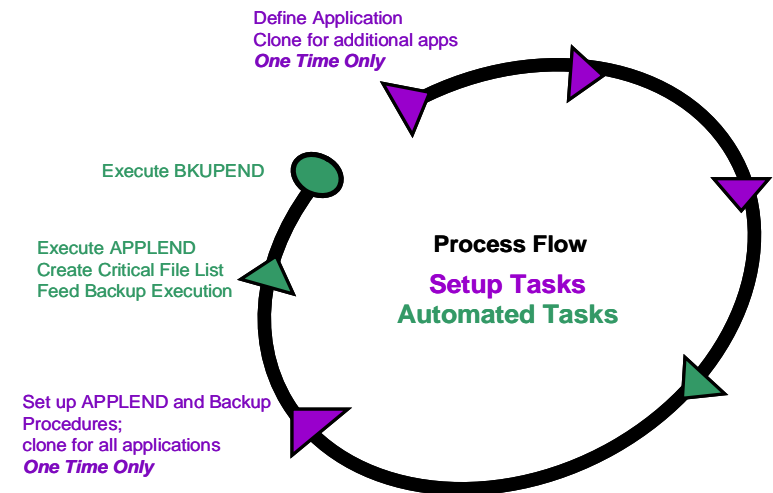 Define Application
Clone for additional apps
One Time Only
Execute BKUPEND
Execute APPLEND
Create Critical File List
Feed Backup Execution
Process Flow
Setup Tasks
Automated Tasks
Set up APPLEND and Backup
Procedures;
clone for all applications
One Time Only